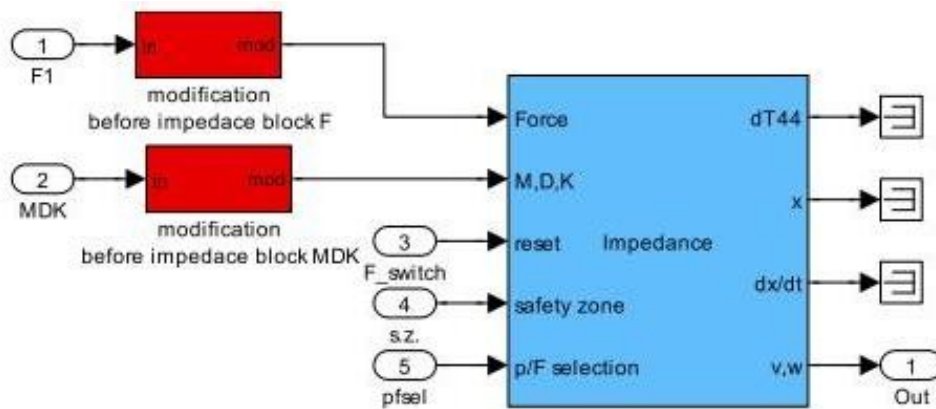 1
F1
In
mod
modification
before impedace block F
2
MDK
In
mod
modification
before impedace block MDK
3
F_switch
4
s.z.
5
pfsel
Force
M,D,K
reset
safety zone
p/F selection
Impedance
dT44
x
dx/dt
v,w
1
Out